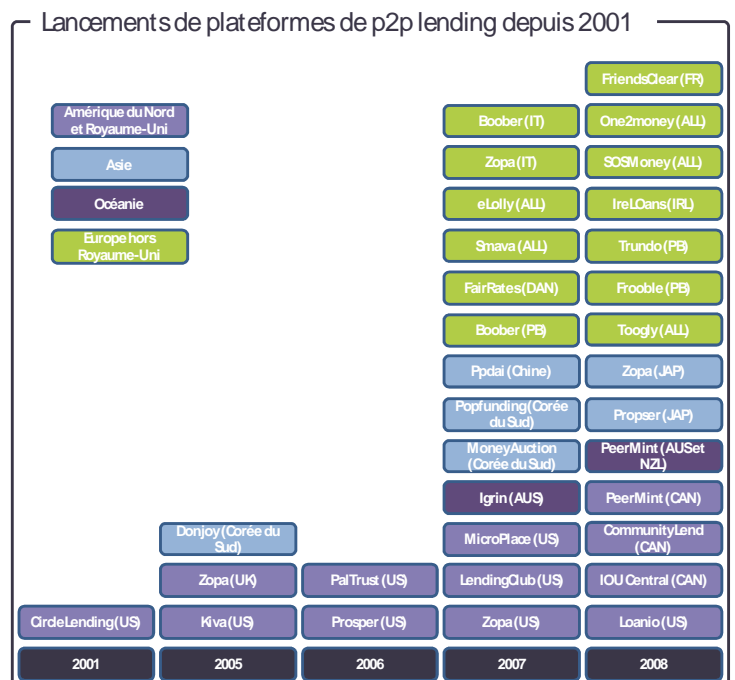 Lancements de plateformes de p2p lending depuis 2001
Amérique du Nord
et Royaume-Uni
Asie
Océanie
Europe hors
Royaume-Uni
CircleLending (US)
2001
Donjoy (Corée du
Sud)
Zopa (UK)
Kiva (US)
2005
PalTrust (US)
Prosper (US)
2006
Boober (IT)
Zopa (IT)
eLolly (ALL)
Smava (ALL)
FairRates (DAN)
Boober (PB)
Ppdai (Chine)
Popfunding (Corée
du Sud)
MoneyAuction
(Corée du Sud)
Igrin (AUS)
MicroPlace (US)
LendingClub (US)
Zopa (US)
2007
FriendsClear (FR)
One2money (ALL)
SOSMoney (ALL)
IreLOans (IRL)
Trundo (PB)
Frooble (PB)
Toogly (ALL)
Zopa (JAP)
Propser (JAP)
PeerMint (AUS et
NZL)
PeerMint (CAN)
CommunityLend
(CAN)
IOU Central (CAN)
Loanio (US)
2008